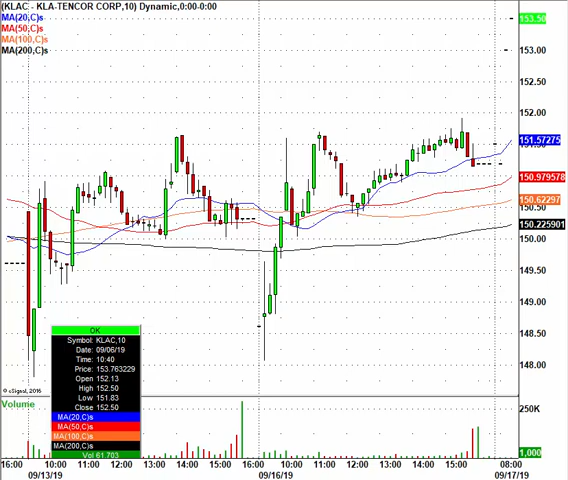 (KLAC - KLA-TENCOR CORP,10) Dynamic,0:00-0:00
MA(20,C)s
MA(50,C)s
MA(100,C)s
MA(200,C)s
153.50
153.00
152.50
152.00
151.57275
150.979578
150.62297
150.225901
150.00
149.50
149.00
148.50
148.00
OK
Symbol: KLAC,10
Date: 09/06/19
Time: 10:40
Price: 153.763229
Open 152.13
High 152.50
Low 151.83
Close 152.50
MA(20,C)s
MA(50,C)s
MA(100,C)s
MA(200,C)s
Vol 61.703
© eSignal, 2016
Volume
250K
1,000
16:00 10:00 11:00 12:00 13:00 14:00 15:00 16:00 10:00 11:00 12:00 13:00 14:00 15:00 08:00
09/13/19 09/16/19 09/17/19